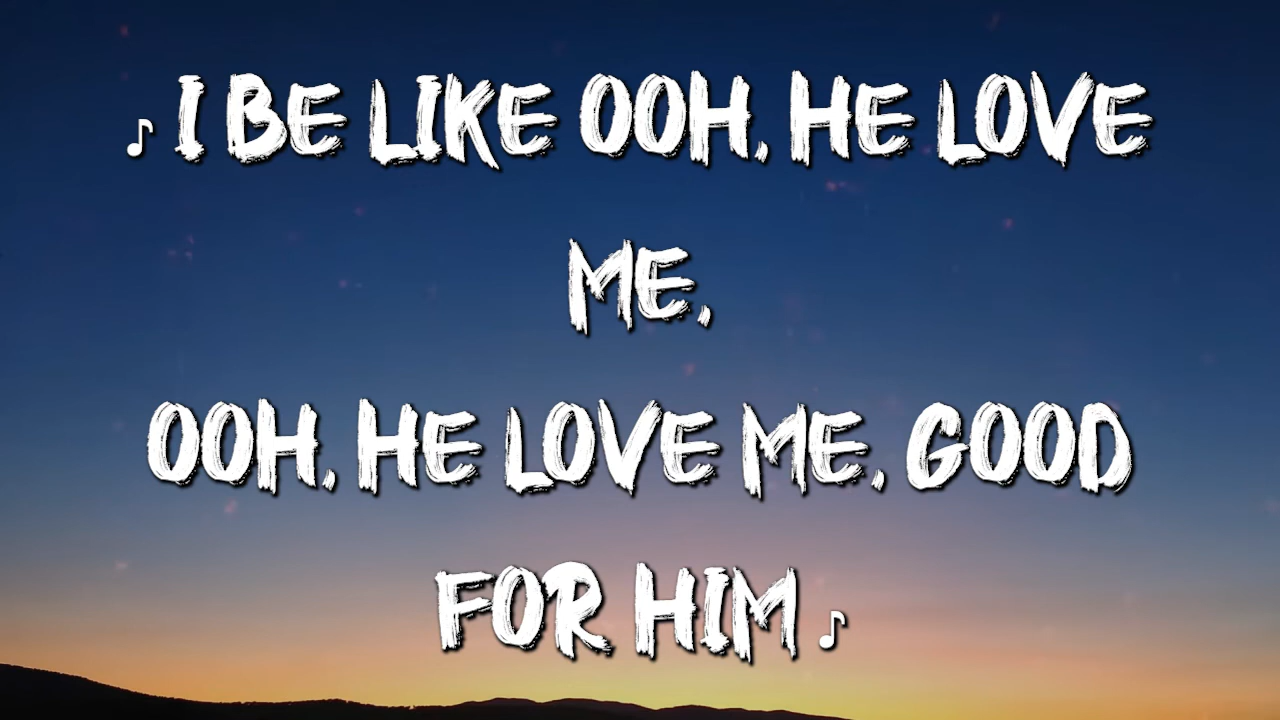 ♪ I BE LIKE OOH, HE LOVE
ME,
OOH, HE LOVE ME, GOOD
FOR HIM ♪